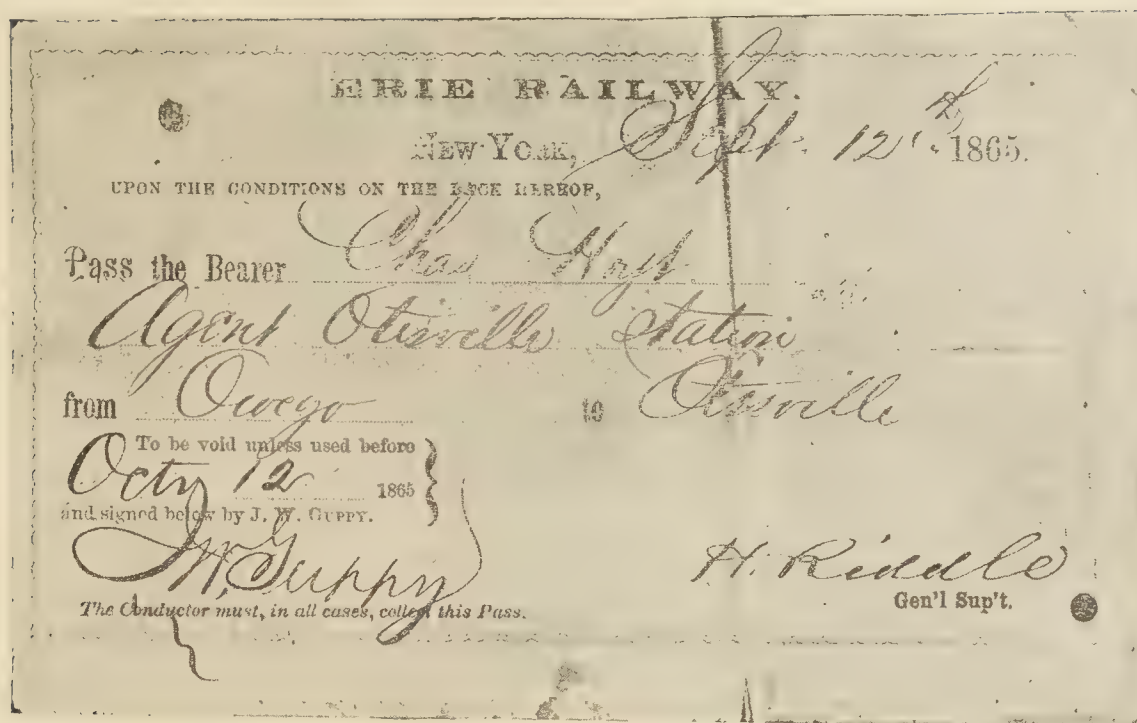 ERIE RAILWAY.
NEW YORK, Sept. 12th 1865.
UPON THE CONDITIONS ON THE BACK HEREOF,
Pass the Bearer Chas Hoyt
Agent Otisville Station
from Owego to Otisville
To be void unless used before
Octr 12 1865
and signed below by J. W. GUPPY.
J W Guppy
H. Riddle
The Conductor must, in all cases, collect this Pass.
Gen'l Sup't.